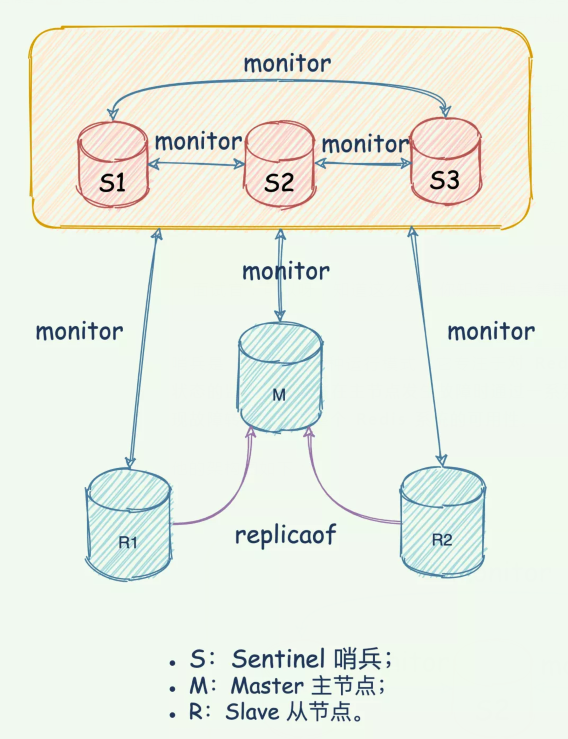 monitor
monitor
monitor
S1
S2
S3
monitor
monitor
monitor
M
R1
replicaof
R2
• S：Sentinel 哨兵；
• M：Master 主节点；
• R：Slave 从节点。